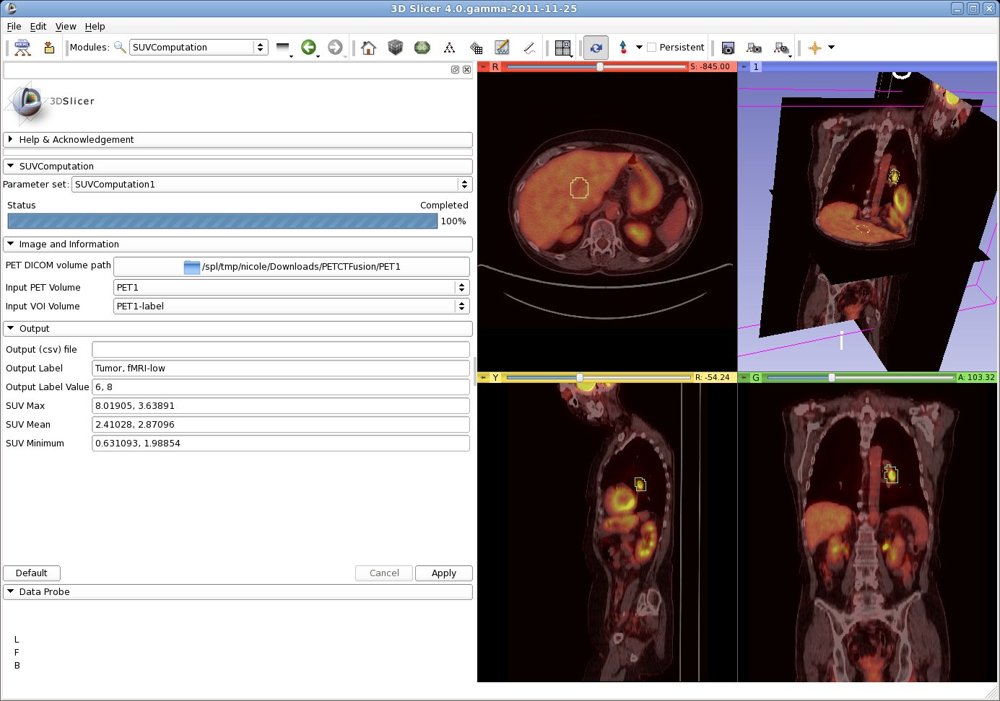 3D Slicer 4.0.gamma-2011-11-25
File Edit View Help
MRML
Modules: SUVComputation
Persistent
R S: -845.00
1
3DSlicer
Help & Acknowledgement
SUVComputation
Parameter set: SUVComputation1
Status Completed
100%
Image and Information
PET DICOM volume path /spl/tmp/nicole/Downloads/PETCTFusion/PET1
Input PET Volume PET1
Input VOI Volume PET1-label
Output
Output (csv) file
Output Label Tumor, fMRI-low
Output Label Value 6, 8
SUV Max 8.01905, 3.63891
SUV Mean 2.41028, 2.87096
SUV Minimum 0.631093, 1.98854
Default Cancel Apply
Data Probe
L
F
B
I
Y R: -54.24
G A: 103.32